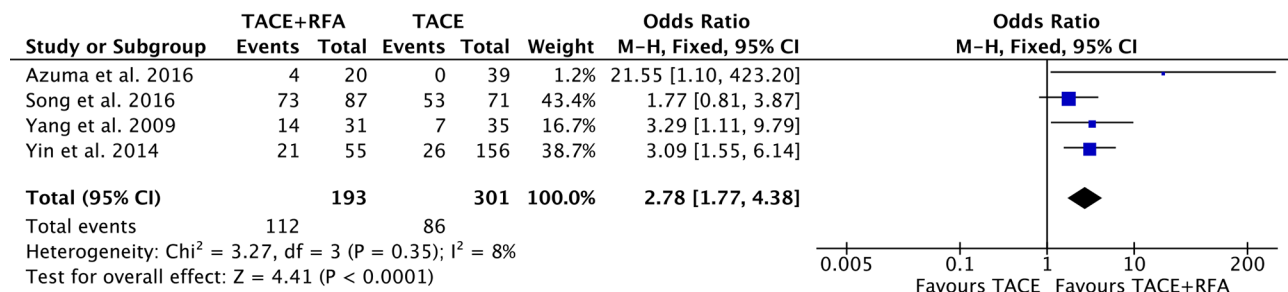 TACE+RFA TACE Odds Ratio Odds Ratio
Study or Subgroup Events Total Events Total Weight M-H, Fixed, 95% CI M-H, Fixed, 95% CI
Azuma et al. 2016 4 20 0 39 1.2% 21.55 [1.10, 423.20]
Song et al. 2016 73 87 53 71 43.4% 1.77 [0.81, 3.87]
Yang et al. 2009 14 31 7 35 16.7% 3.29 [1.11, 9.79]
Yin et al. 2014 21 55 26 156 38.7% 3.09 [1.55, 6.14]
Total (95% CI) 193 301 100.0% 2.78 [1.77, 4.38]
Total events 112 86
Heterogeneity: Chi² = 3.27, df = 3 (P = 0.35); I² = 8%
Test for overall effect: Z = 4.41 (P < 0.0001)
0.005 0.1 1 10 200
Favours TACE Favours TACE+RFA